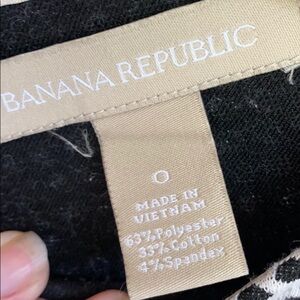 BANANA REPUBLIC
0
MADE IN
VIETNAM
63%Polyester
33%Cotton
4%Spandex